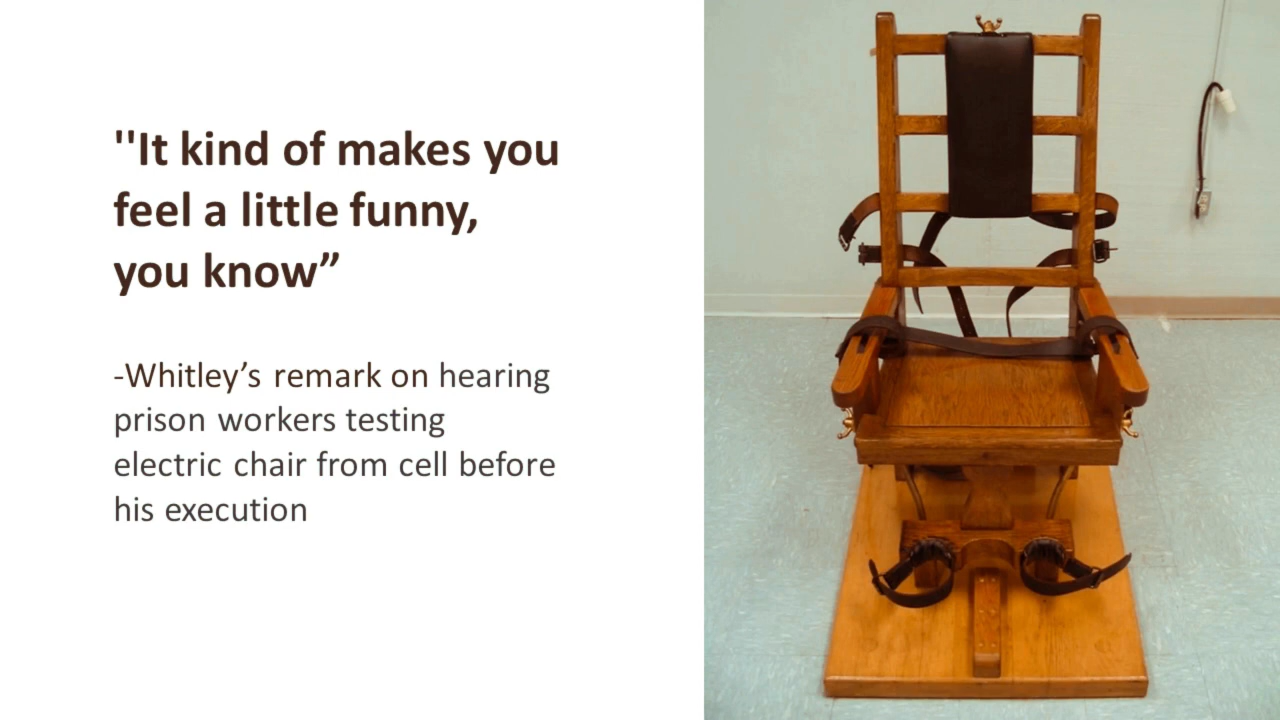 "It kind of makes you
feel a little funny,
you know”
-Whitley’s remark on hearing
prison workers testing
electric chair from cell before
his execution